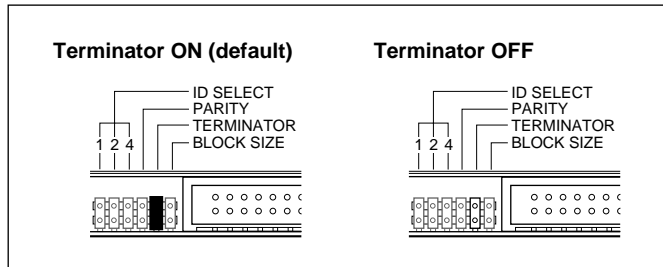 Terminator ON (default)
ID SELECT
PARITY
TERMINATOR
1 2 4 BLOCK SIZE
Terminator OFF
ID SELECT
PARITY
TERMINATOR
1 2 4 BLOCK SIZE